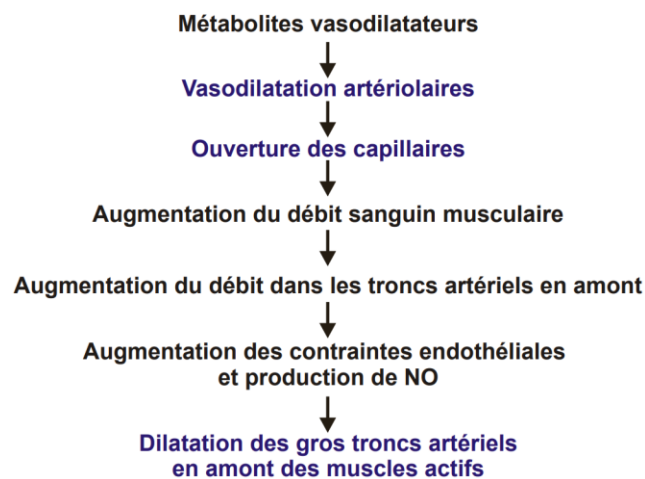 Métabolites vasodilatateurs
Vasodilatation artériolaires
Ouverture des capillaires
Augmentation du débit sanguin musculaire
Augmentation du débit dans les troncs artériels en amont
Augmentation des contraintes endothéliales
et production de NO
Dilatation des gros troncs artériels
en amont des muscles actifs